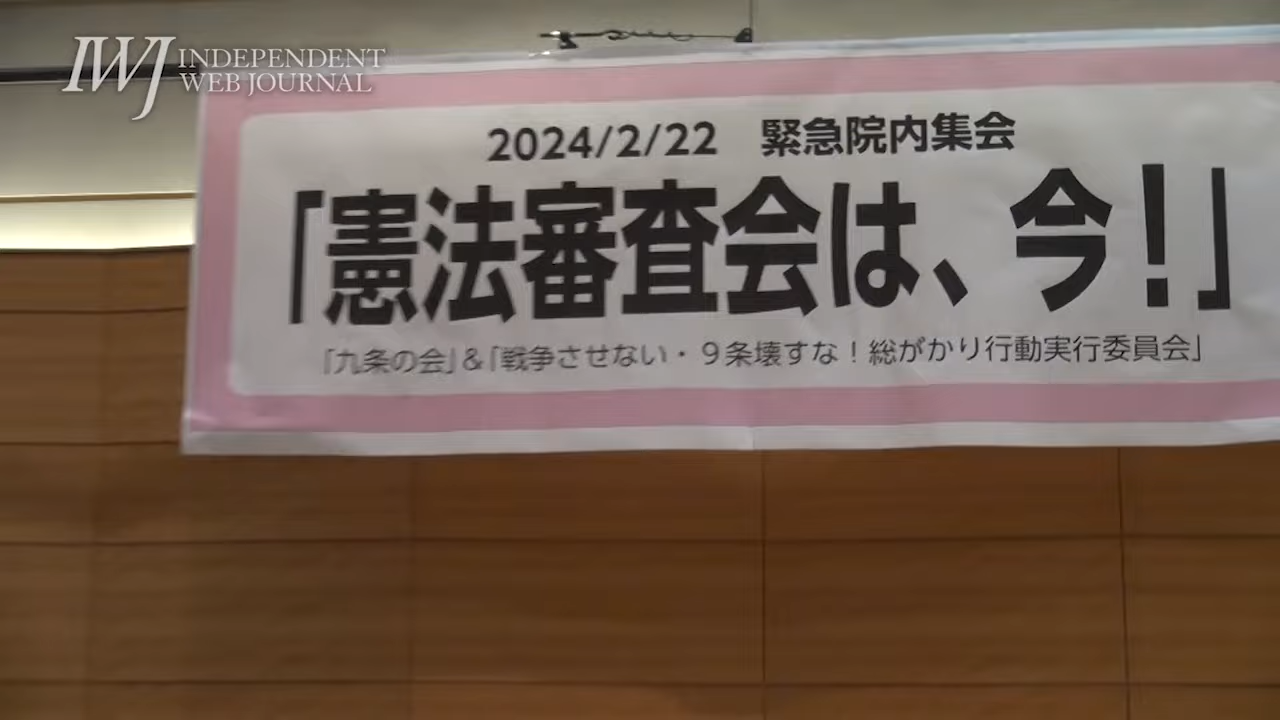 IWJ INDEPENDENT
WEB JOURNAL
2024/2/22 緊急院内集会
「憲法審査会は、今！」
「九条の会」＆「戦争させない・９条壊すな！総がかり行動実行委員会」